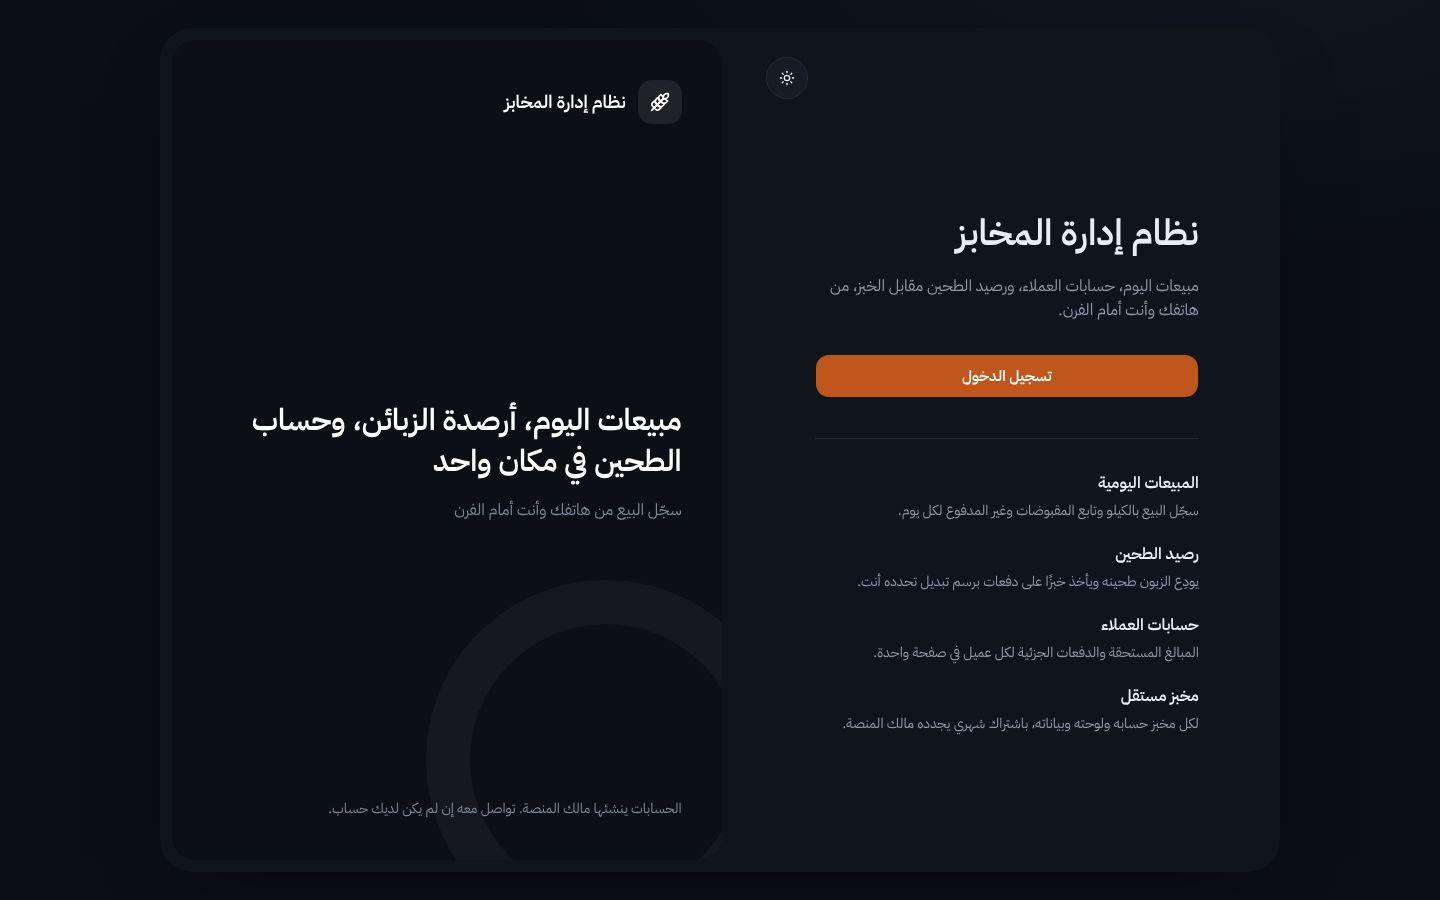 نظام إدارة المخابز
مبيعات اليوم، حسابات العملاء، ورصيد الطحين مقابل الخبز، من
هاتفك وأنت أمام الفرن.
تسجيل الدخول
المبيعات اليومية
سجّل البيع بالكيلو وتابع المقبوضات وغير المدفوع لكل يوم.
رصيد الطحين
يودِع الزبون طحينه ويأخذ خبزًا على دفعات برسم تبديل تحدده أنت.
حسابات العملاء
المبالغ المستحقة والدفعات الجزئية لكل عميل في صفحة واحدة.
مخبز مستقل
لكل مخبز حسابه ولوحته وبياناته، باشتراك شهري يجدده مالك المنصة.
نظام إدارة المخابز
مبيعات اليوم، أرصدة الزبائن، وحساب
الطحين في مكان واحد
سجّل البيع من هاتفك وأنت أمام الفرن
الحسابات ينشئها مالك المنصة. تواصل معه إن لم يكن لديك حساب.